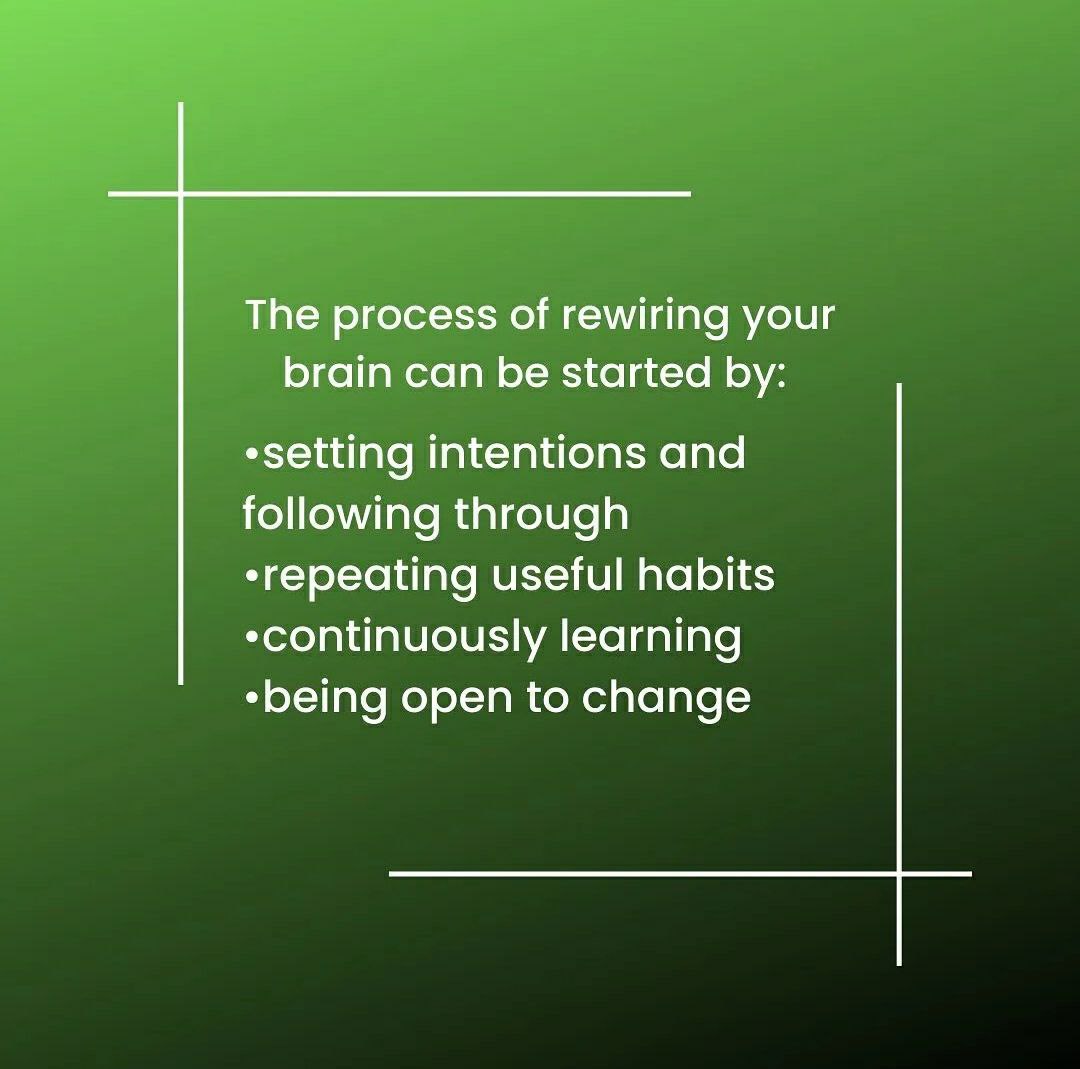 The process of rewiring your
brain can be started by:
•setting intentions and
following through
•repeating useful habits
•continuously learning
•being open to change